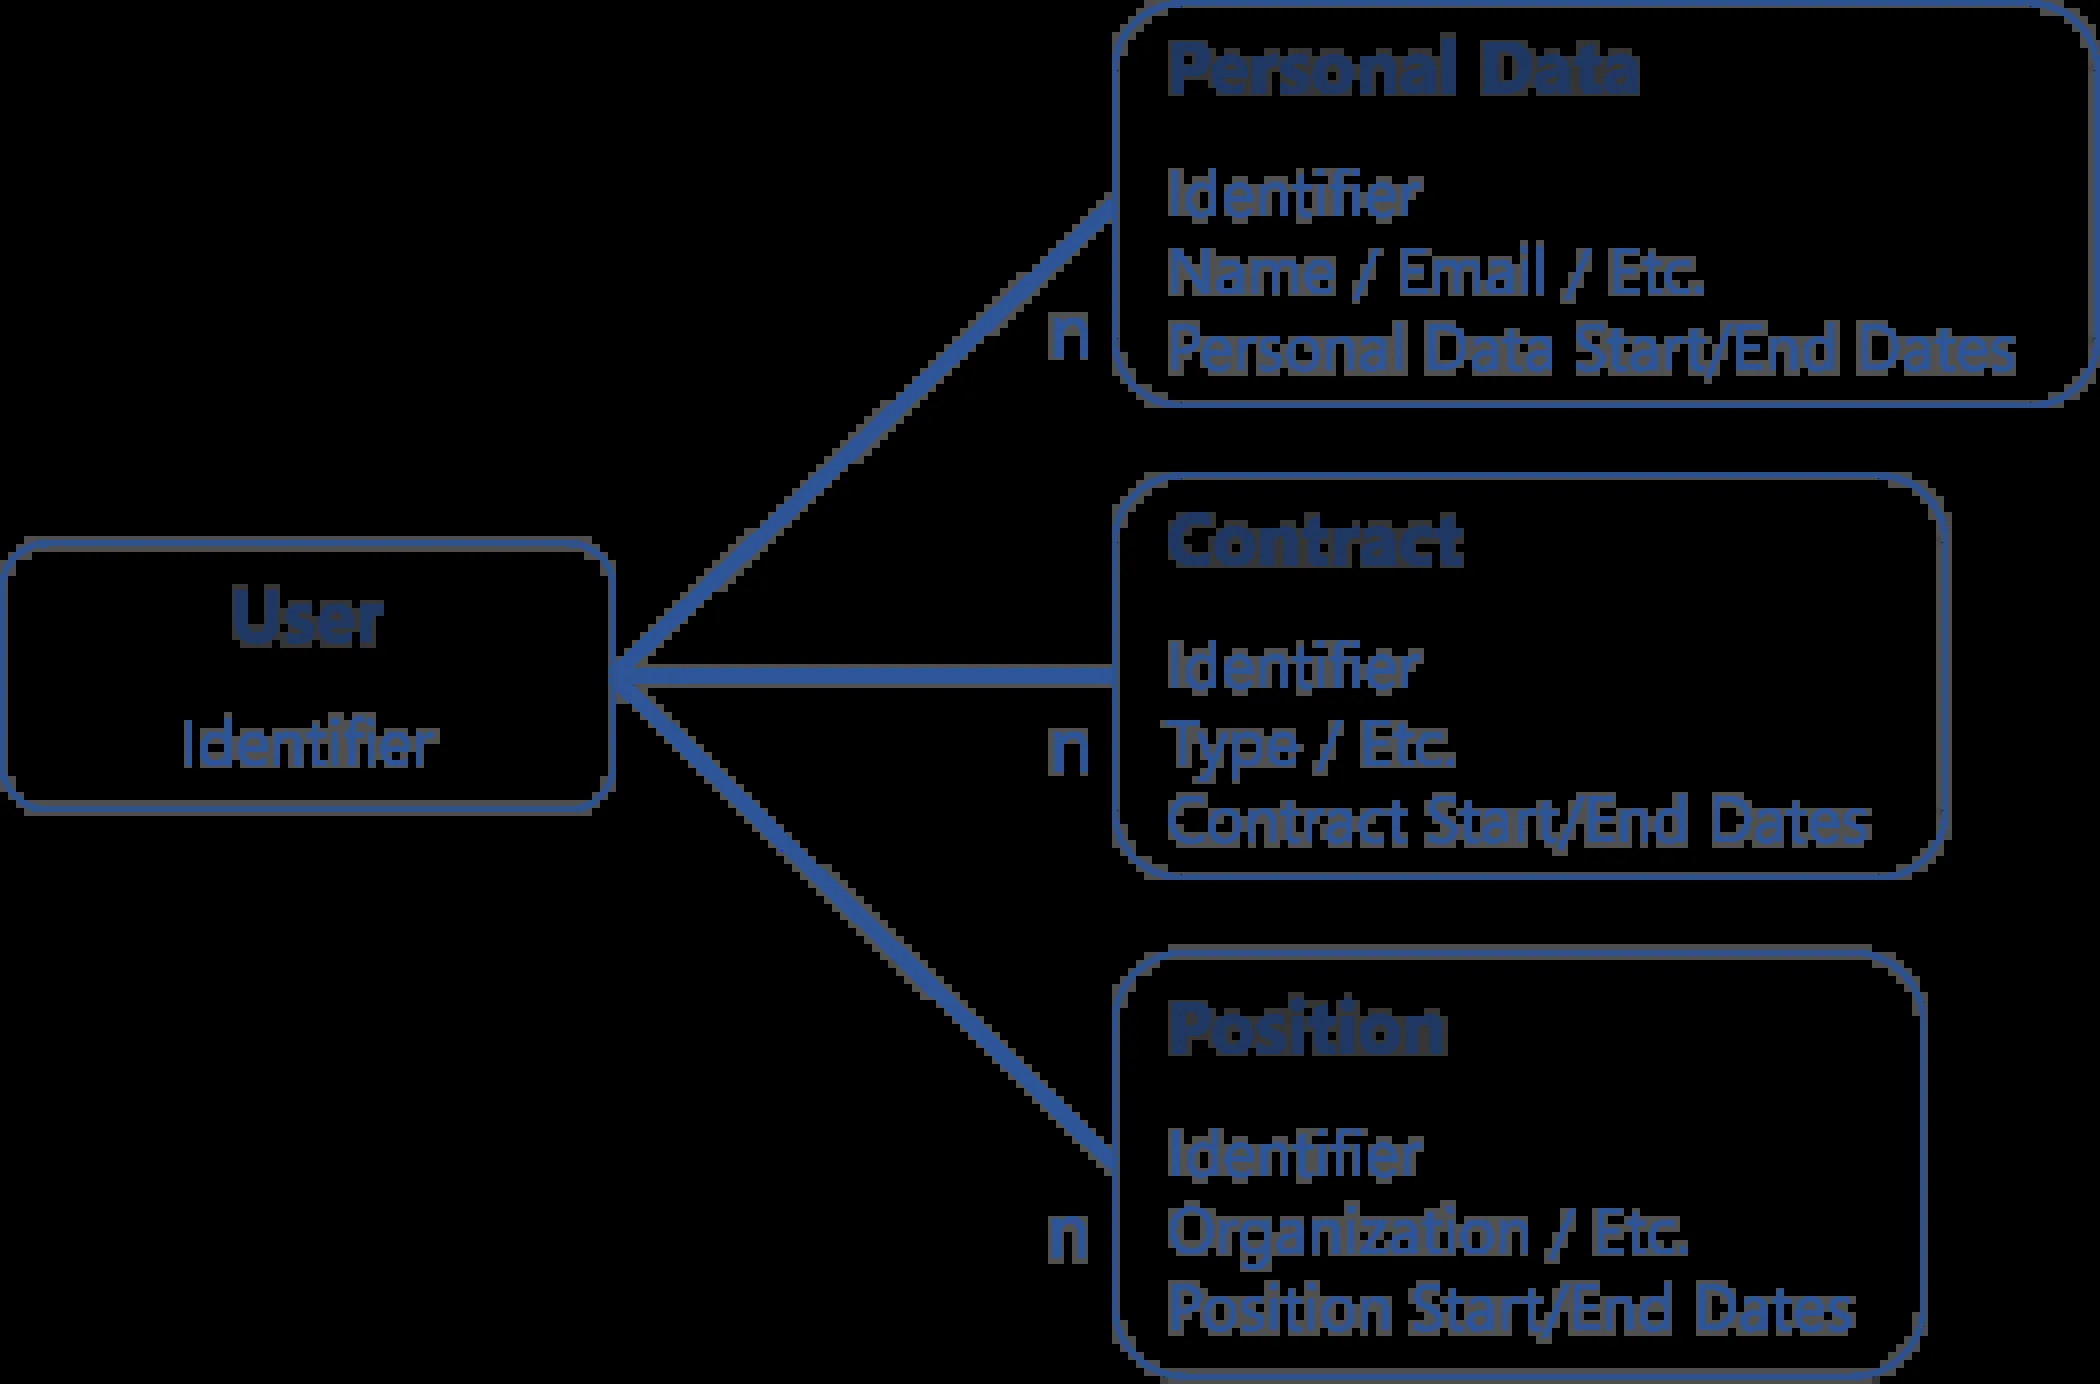 Personal Data
Identifier
Name / Email / Etc.
Personal Data Start/End Dates
n
Contract
Identifier
Type / Etc.
Contract Start/End Dates
n
User
Identifier
Position
Identifier
Organization / Etc.
Position Start/End Dates
n